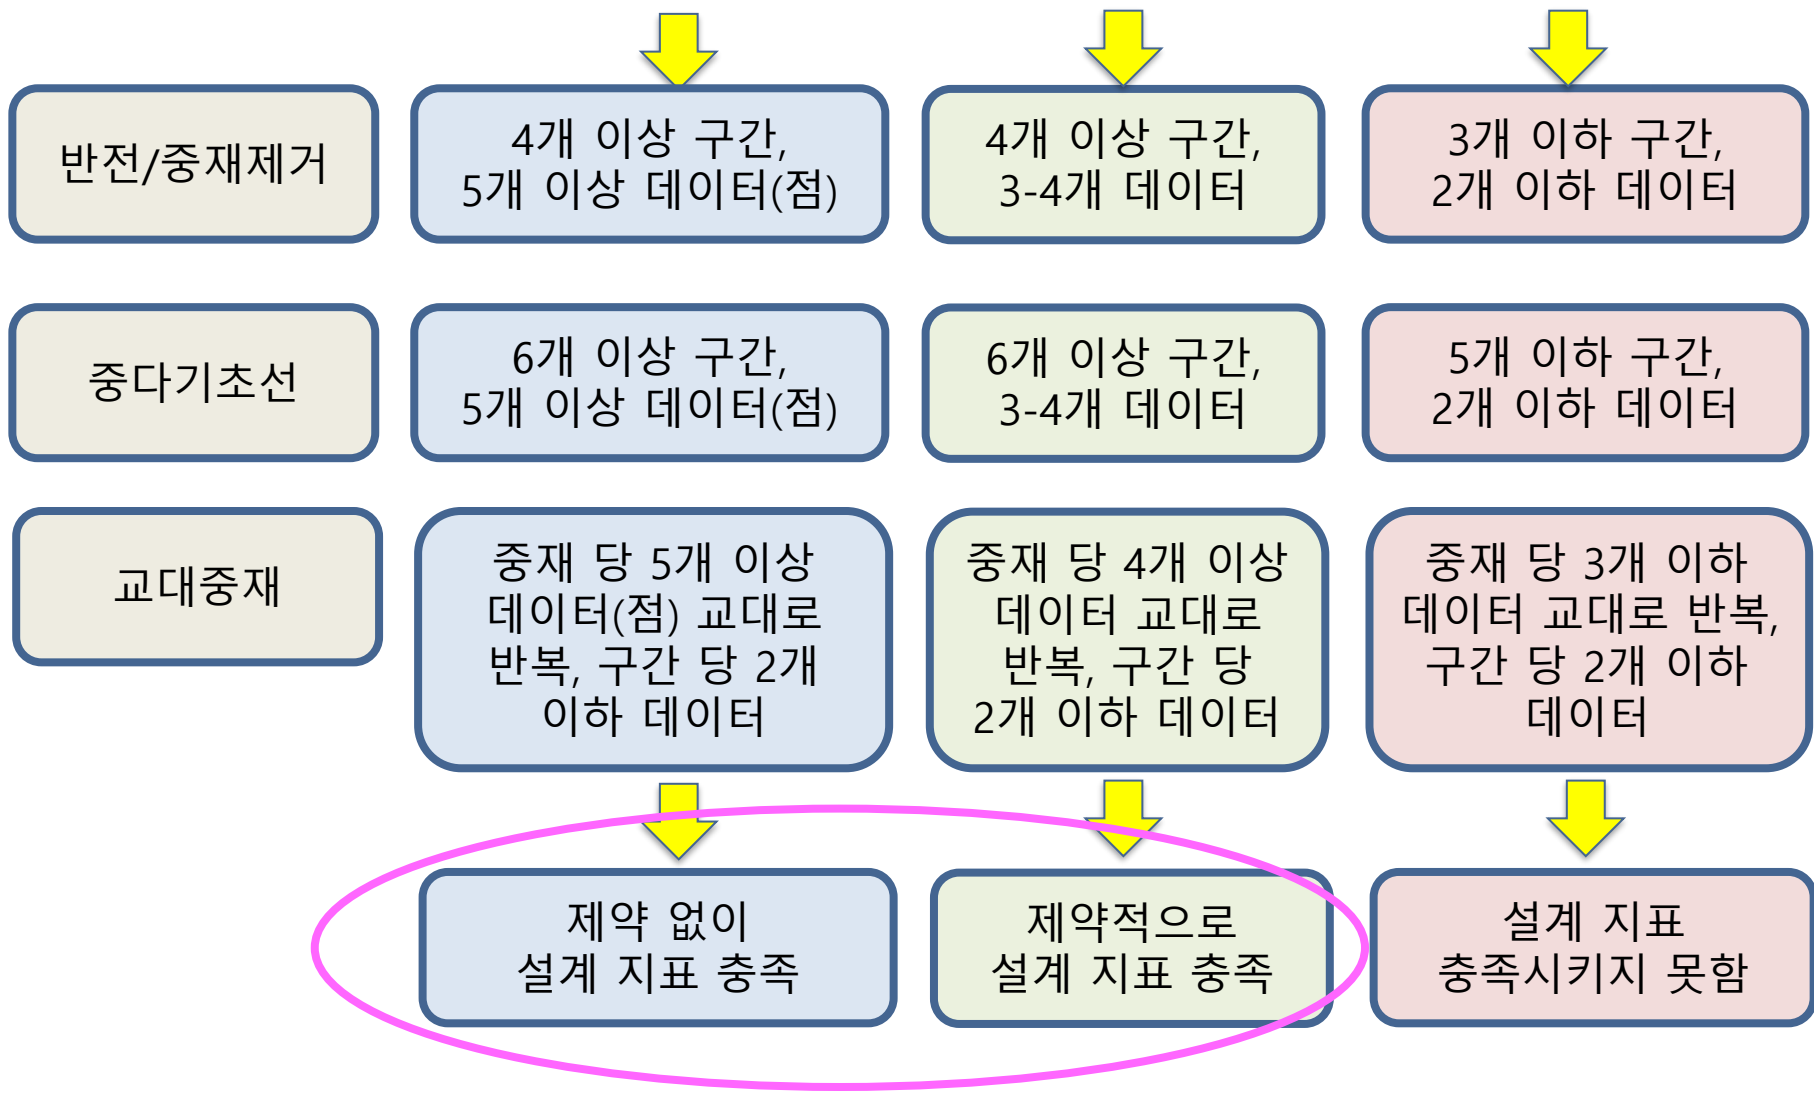 반전/중재제거
4개 이상 구간,
5개 이상 데이터(점)
4개 이상 구간,
3-4개 데이터
3개 이하 구간,
2개 이하 데이터
중다기초선
6개 이상 구간,
5개 이상 데이터(점)
6개 이상 구간,
3-4개 데이터
5개 이하 구간,
2개 이하 데이터
교대중재
중재 당 5개 이상
데이터(점) 교대로
반복, 구간 당 2개
이하 데이터
중재 당 4개 이상
데이터 교대로
반복, 구간 당
2개 이하 데이터
중재 당 3개 이하
데이터 교대로 반복,
구간 당 2개 이하
데이터
제약 없이
설계 지표 충족
제약적으로
설계 지표 충족
설계 지표
충족시키지 못함